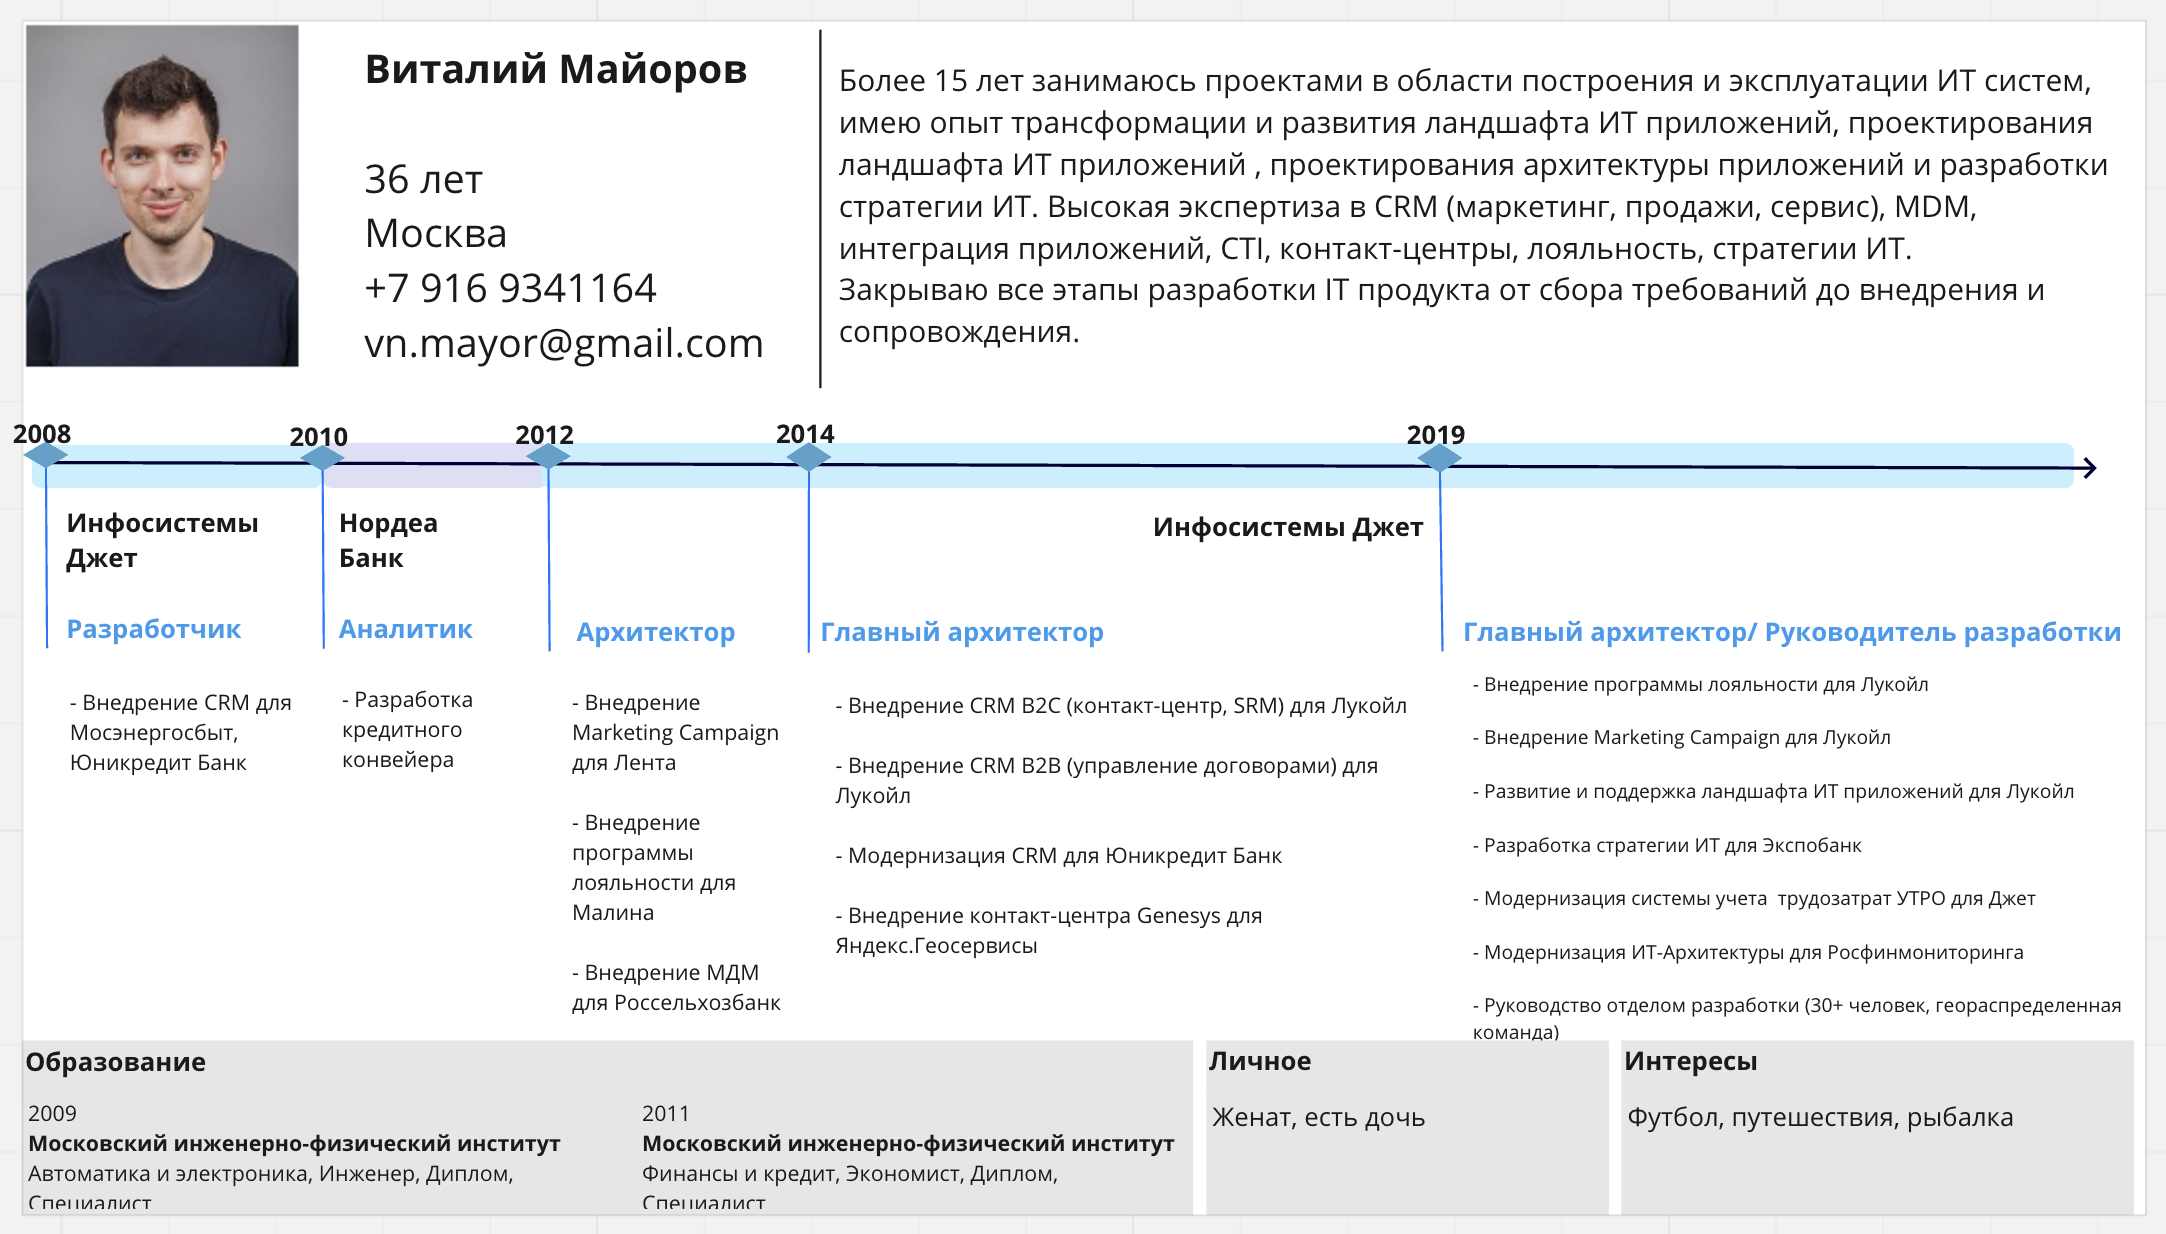 Виталий Майоров
36 лет
Москва
+7 916 9341164
vn.mayor@gmail.com
Более 15 лет занимаюсь проектами в области построения и эксплуатации ИТ систем,
имею опыт трансформации и развития ландшафта ИТ приложений, проектирования
ландшафта ИТ приложений , проектирования архитектуры приложений и разработки
стратегии ИТ. Высокая экспертиза в CRM (маркетинг, продажи, сервис), MDM,
интеграция приложений, CTI, контакт-центры, лояльность, стратегии ИТ.
Закрываю все этапы разработки IT продукта от сбора требований до внедрения и
сопровождения.
2008
2010
2012
2014
2019
Инфосистемы
Джет
Разработчик
- Внедрение CRM для
Мосэнергосбыт,
Юникредит Банк
Нордеа
Банк
Аналитик
- Разработка
кредитного
конвейера
Инфосистемы Джет
Архитектор
- Внедрение
Marketing Campaign
для Лента
- Внедрение
программы
лояльности для
Малина
- Внедрение МДМ
для Россельхозбанк
Главный архитектор
- Внедрение CRM B2C (контакт-центр, SRM) для Лукойл
- Внедрение CRM B2B (управление договорами) для
Лукойл
- Модернизация CRM для Юникредит Банк
- Внедрение контакт-центра Genesys для
Яндекс.Геосервисы
Главный архитектор/ Руководитель разработки
- Внедрение программы лояльности для Лукойл
- Внедрение Marketing Campaign для Лукойл
- Развитие и поддержка ландшафта ИТ приложений для Лукойл
- Разработка стратегии ИТ для Экспобанк
- Модернизация системы учета  трудозатрат УТРО для Джет
- Модернизация ИТ-Архитектуры для Росфинмониторинга
- Руководство отделом разработки (30+ человек, геораспределенная
команда)
Образование
2009
Московский инженерно-физический институт
Автоматика и электроника, Инженер, Диплом,
Специалист
2011
Московский инженерно-физический институт
Финансы и кредит, Экономист, Диплом,
Специалист
Личное
Женат, есть дочь
Интересы
Футбол, путешествия, рыбалка